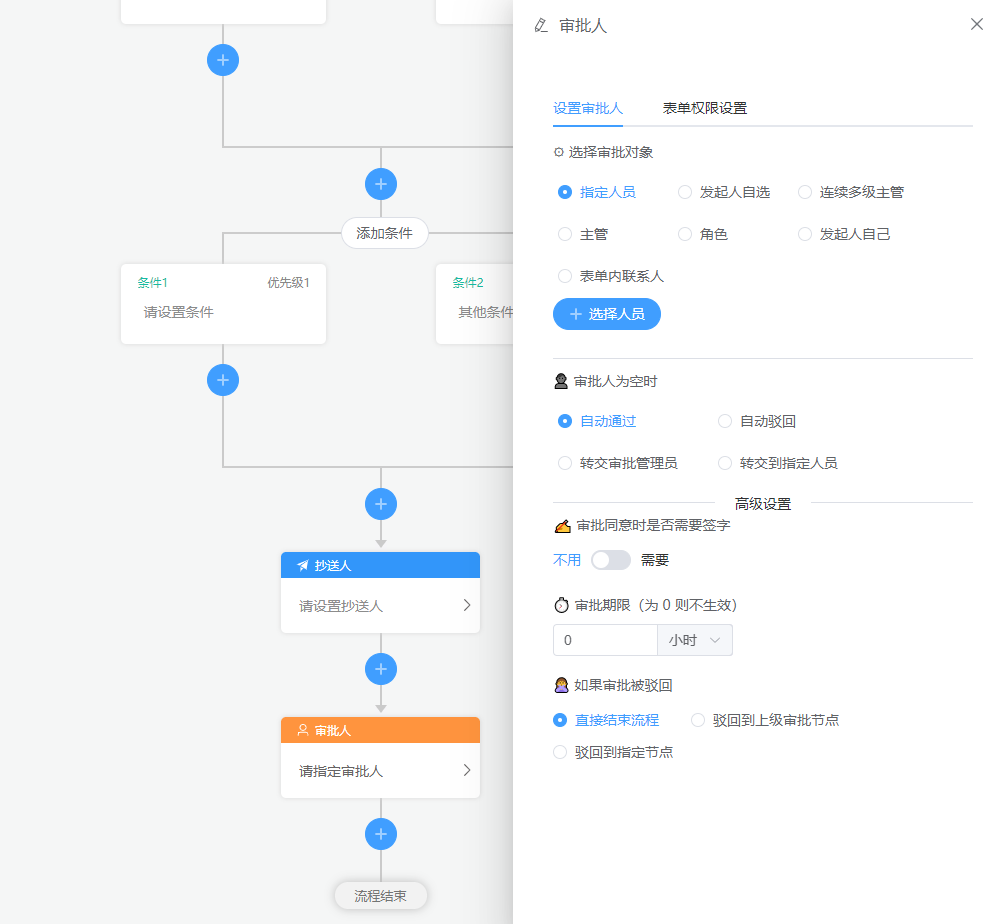 添加条件
条件1 优先级1
请设置条件
条件2
其他条件
抄送人
请设置抄送人
审批人
请指定审批人
流程结束
审批人
设置审批人 表单权限设置
选择审批对象
指定人员 发起人自选 连续多级主管
主管 角色 发起人自己
表单内联系人
选择人员
审批人为空时
自动通过 自动驳回
转交审批管理员 转交到指定人员
高级设置
审批同意时是否需要签字
不用 需要
审批期限（为 0 则不生效）
0 小时
如果审批被驳回
直接结束流程 驳回到上级审批节点
驳回到指定节点